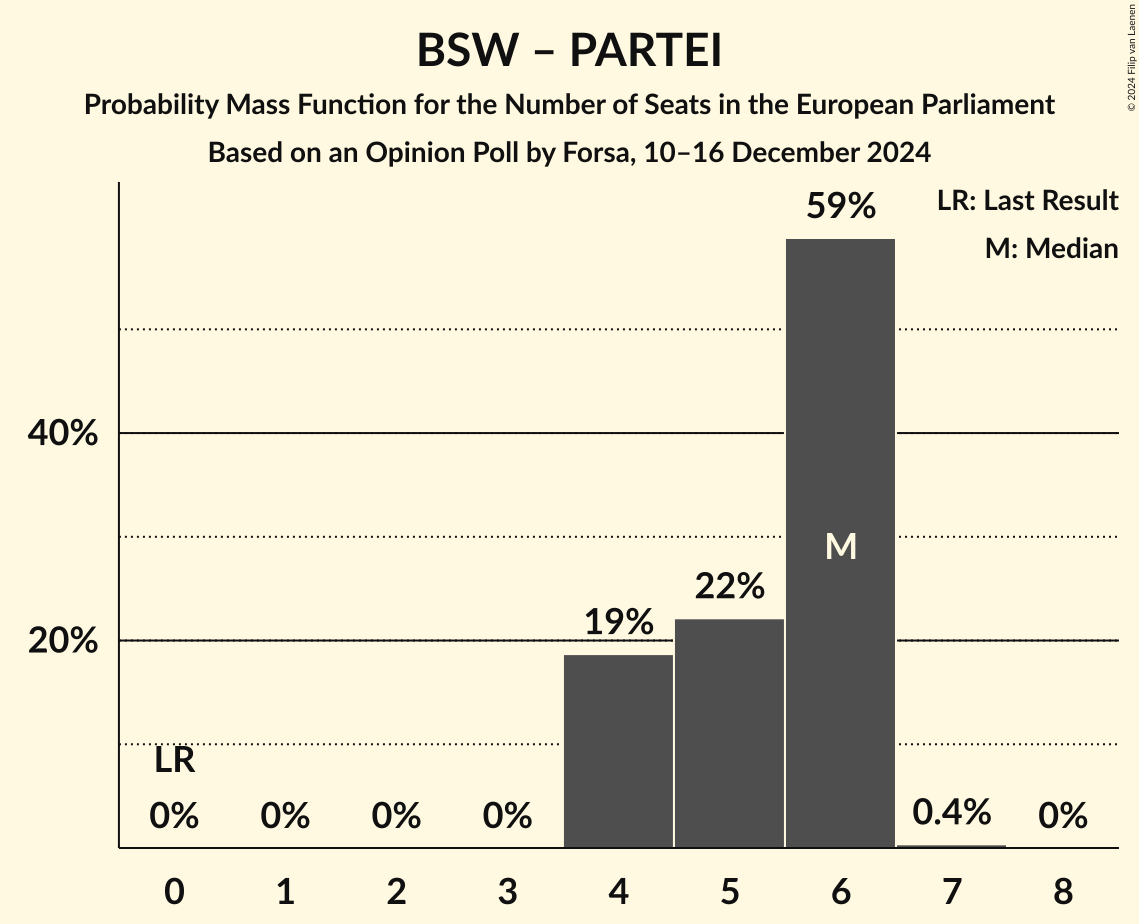 BSW – PARTEI
Probability Mass Function for the Number of Seats in the European Parliament
Based on an Opinion Poll by Forsa, 10–16 December 2024
© 2024 Filip van Laenen
LR: Last Result
M: Median
59%
40%
M
22%
19%
20%
LR
0%
0%
0%
0%
0.4%
0%
0 1 2 3 4 5 6 7 8